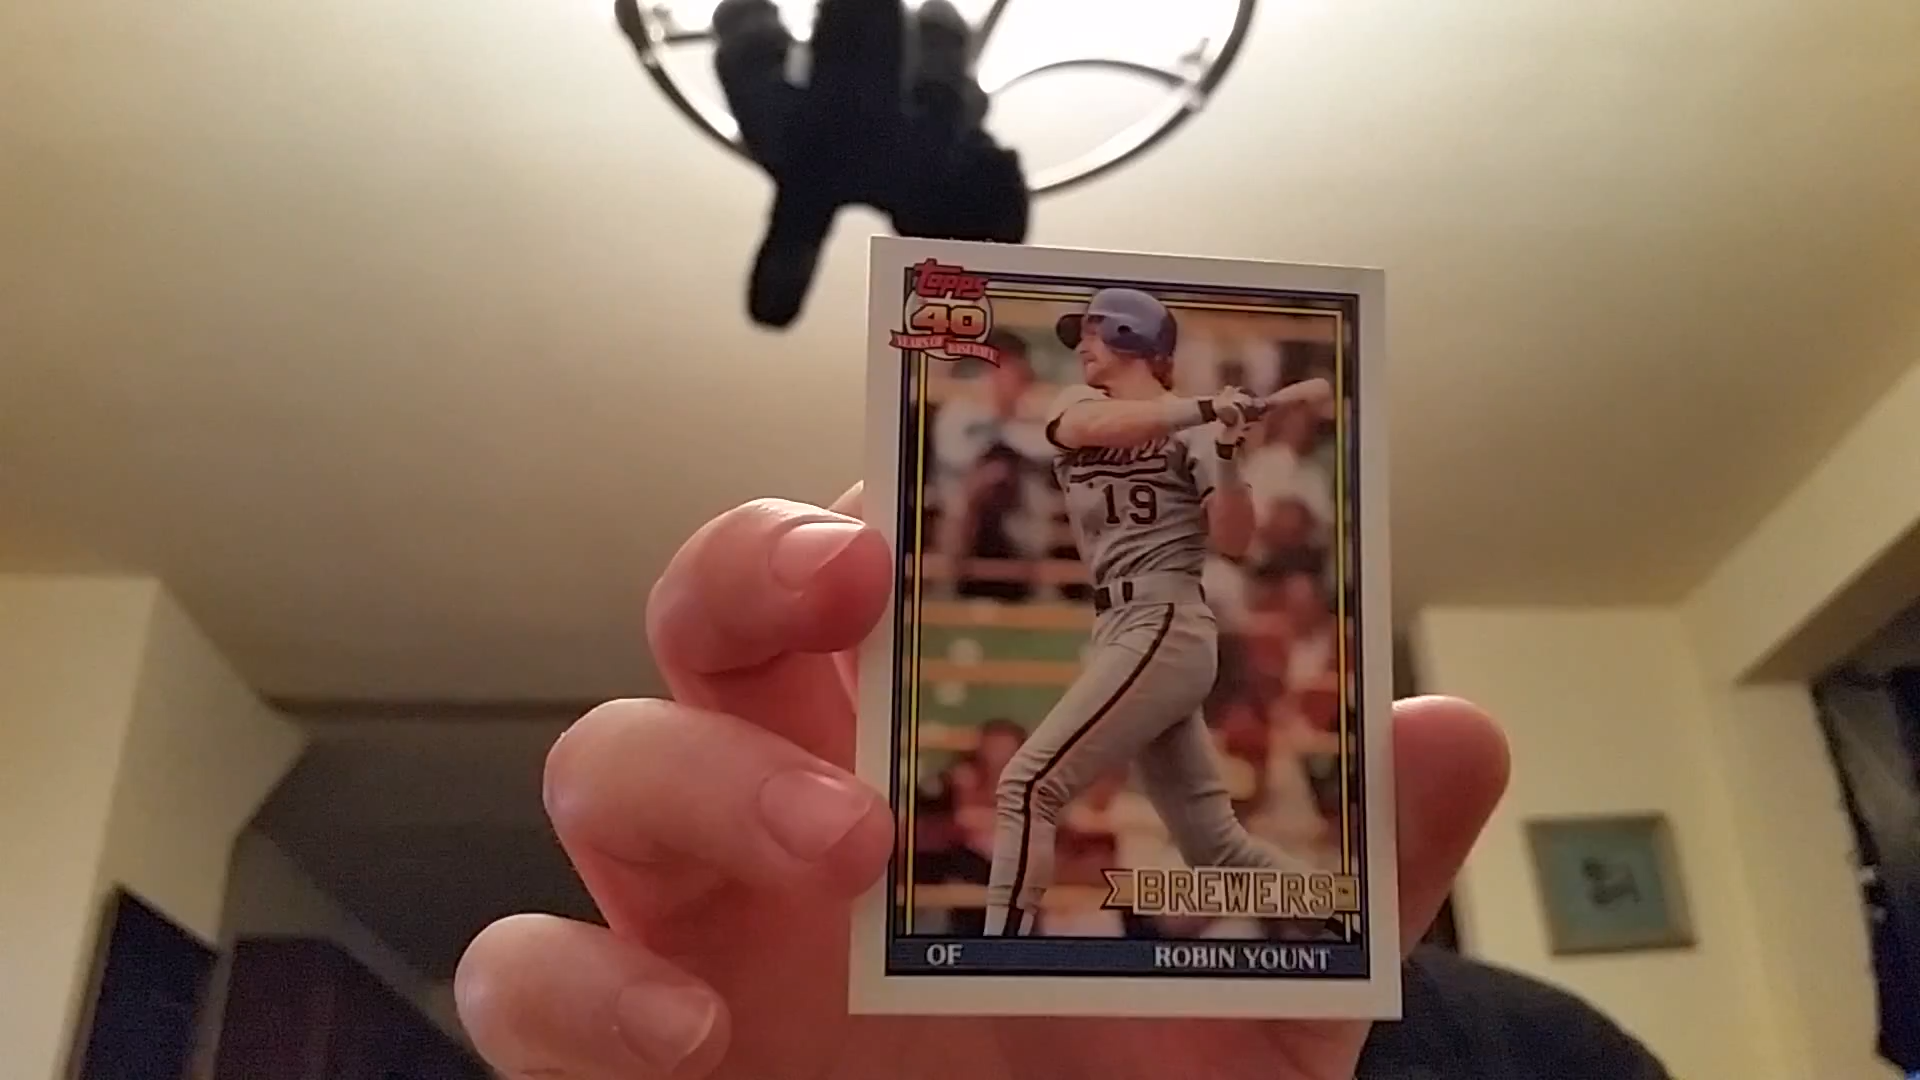 Topps
40
YEARS OF BASEBALL
19
BREWERS
OF ROBIN YOUNT